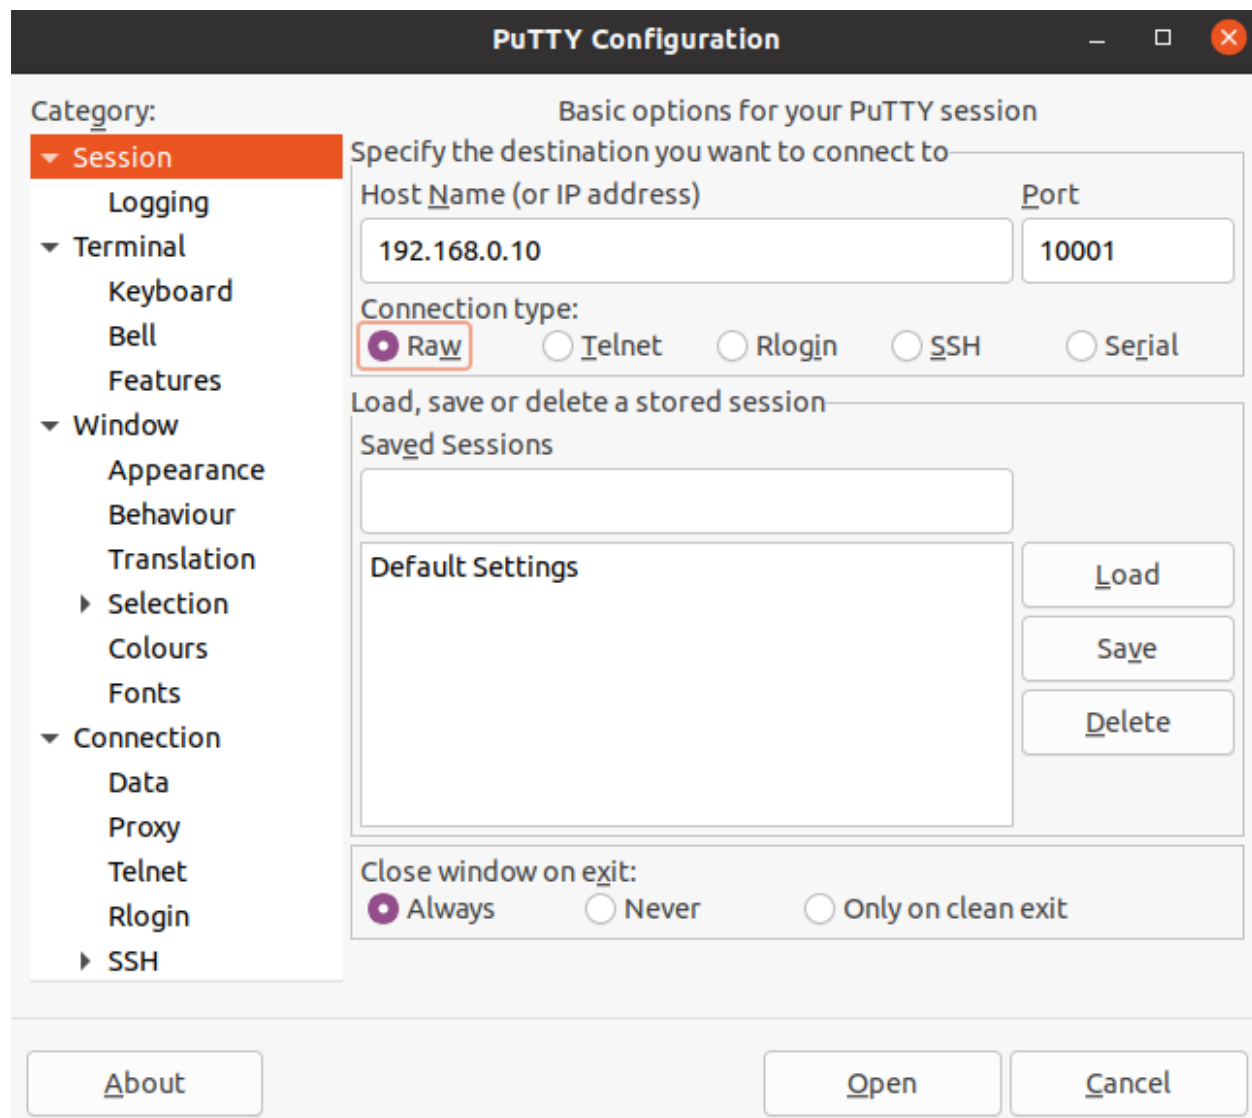 PuTTY Configuration
Category:
Session
Logging
Terminal
Keyboard
Bell
Features
Window
Appearance
Behaviour
Translation
Selection
Colours
Fonts
Connection
Data
Proxy
Telnet
Rlogin
SSH
Basic options for your PuTTY session
Specify the destination you want to connect to
Host Name (or IP address) Port
192.168.0.10 10001
Connection type:
Raw Telnet Rlogin SSH Serial
Load, save or delete a stored session
Saved Sessions
Default Settings
Load
Save
Delete
Close window on exit:
Always Never Only on clean exit
About Open Cancel